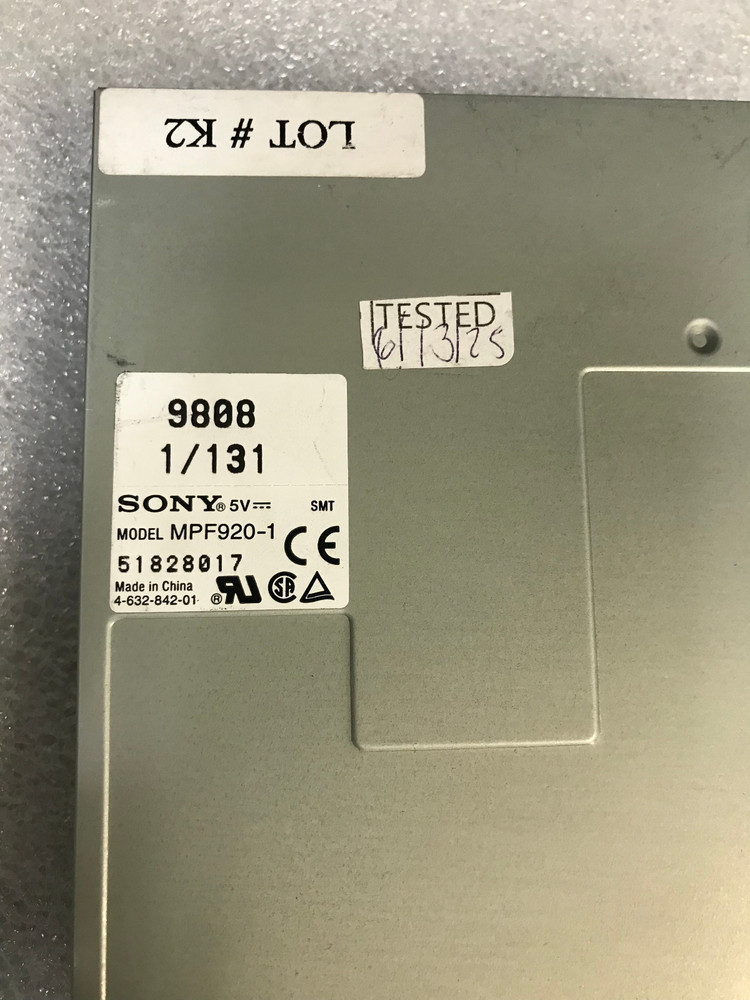 LOT # K2
TESTED
6/13/25
9808
1/131
SONY® 5V⎓ SMT
MODEL MPF920-1
CE
51828017
Made in China
4-632-842-01